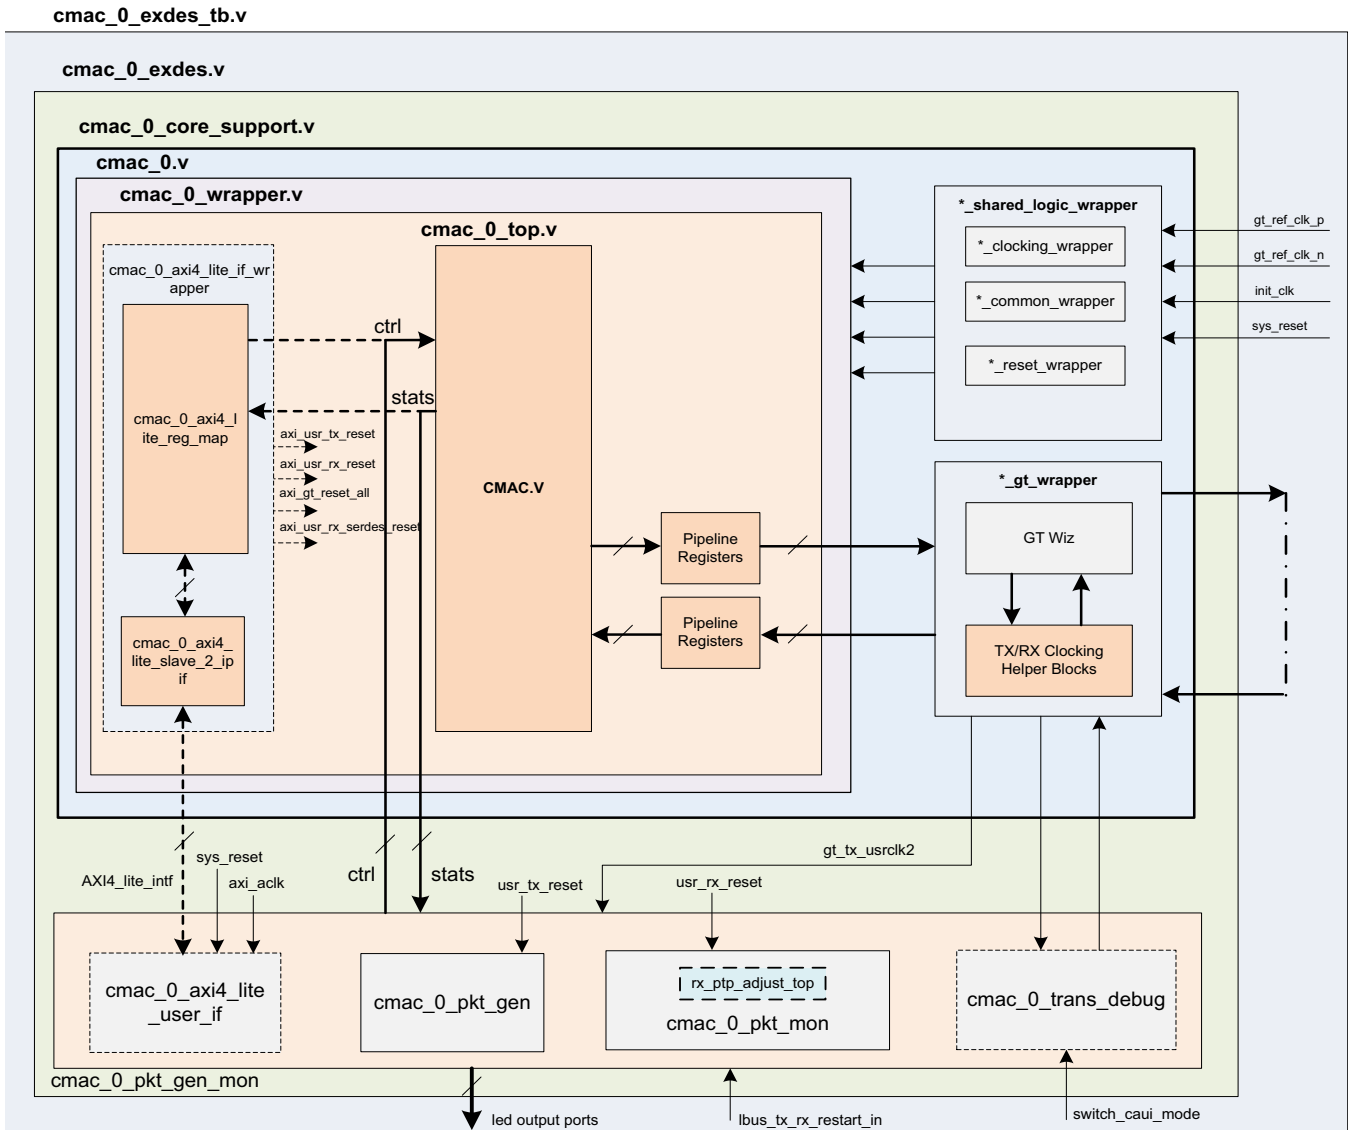 cmac_0_exdes_tb.v
cmac_0_exdes.v
cmac_0_core_support.v
cmac_0.v
cmac_0_wrapper.v
cmac_0_top.v
cmac_0_axi4_lite_if_wr
apper
cmac_0_axi4_l
ite_reg_map
cmac_0_axi4_
lite_slave_2_ip
if
ctrl
stats
axi_usr_tx_reset
axi_usr_rx_reset
axi_gt_reset_all
axi_usr_rx_serdes_reset
CMAC.V
Pipeline
Registers
Pipeline
Registers
*_shared_logic_wrapper
*_clocking_wrapper
*_common_wrapper
*_reset_wrapper
gt_ref_clk_p
gt_ref_clk_n
init_clk
sys_reset
*_gt_wrapper
GT Wiz
TX/RX Clocking
Helper Blocks
AXI4_lite_intf
sys_reset
axi_aclk
ctrl
stats
usr_tx_reset
usr_rx_reset
gt_tx_usrclk2
cmac_0_axi4_lite
_user_if
cmac_0_pkt_gen
rx_ptp_adjust_top
cmac_0_pkt_mon
cmac_0_trans_debug
cmac_0_pkt_gen_mon
led output ports
lbus_tx_rx_restart_in
switch_caui_mode